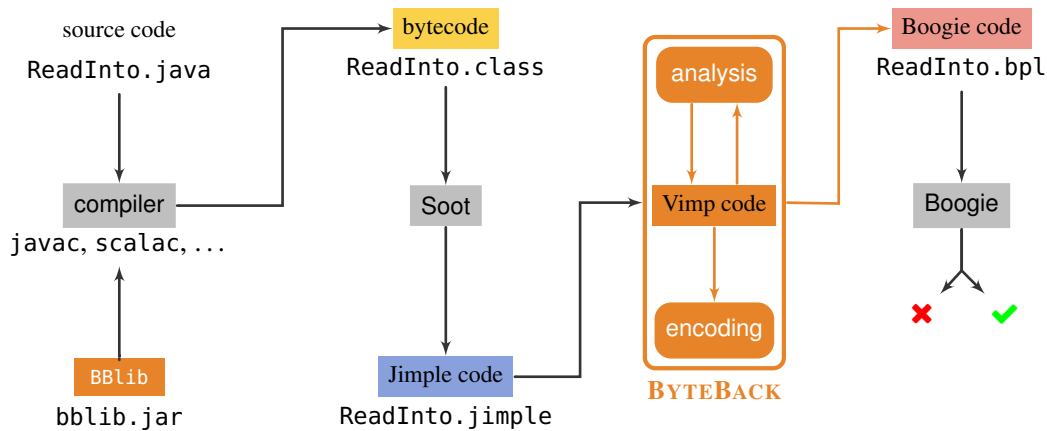 source code
ReadInto.java
compiler
javac, scalac, ...
BBlib
bblib.jar
bytecode
ReadInto.class
Soot
Jimple code
ReadInto.jimple
analysis
Vimp code
encoding
BYTEBACK
Boogie code
ReadInto.bpl
Boogie